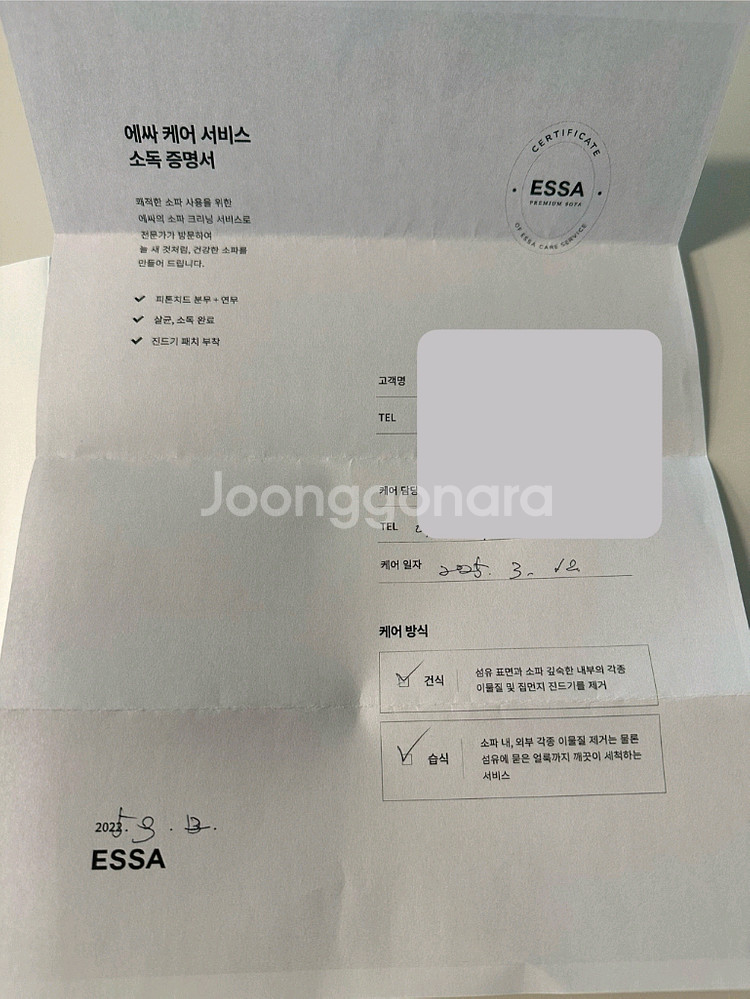 에싸 케어 서비스
소독 증명서
쾌적한 소파 사용을 위한
에싸의 소파 크리닝 서비스로
전문가가 방문하여
늘 새 것처럼, 건강한 소파를
만들어 드립니다.
피톤치드 분무 + 연무
살균, 소독 완료
진드기 패치 부착
CERTIFICATE
ESSA
PREMIUM SOFA
OF ESSA CARE SERVICE
고객명
TEL
케어 담당
Joonggonara
TEL
케어 일자 2025. 3.
케어 방식
건식
섬유 표면과 소파 깊숙한 내부의 각종
이물질 및 집먼지 진드기를 제거
습식
소파 내, 외부 각종 이물질 제거는 물론
섬유에 묻은 얼룩까지 깨끗이 세척하는
서비스
ESSA